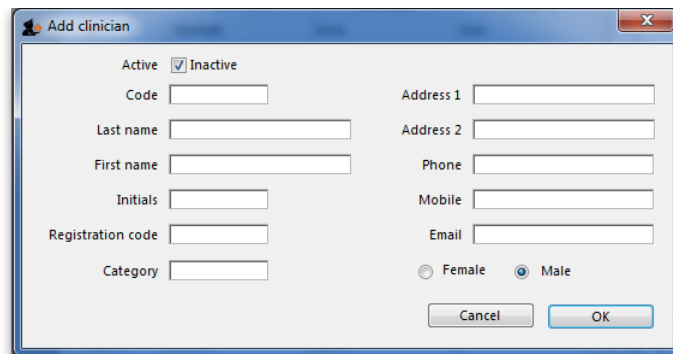 Add clinician
Active Inactive
Code
Last name
First name
Initials
Registration code
Category
Address 1
Address 2
Phone
Mobile
Email
Female Male
Cancel OK